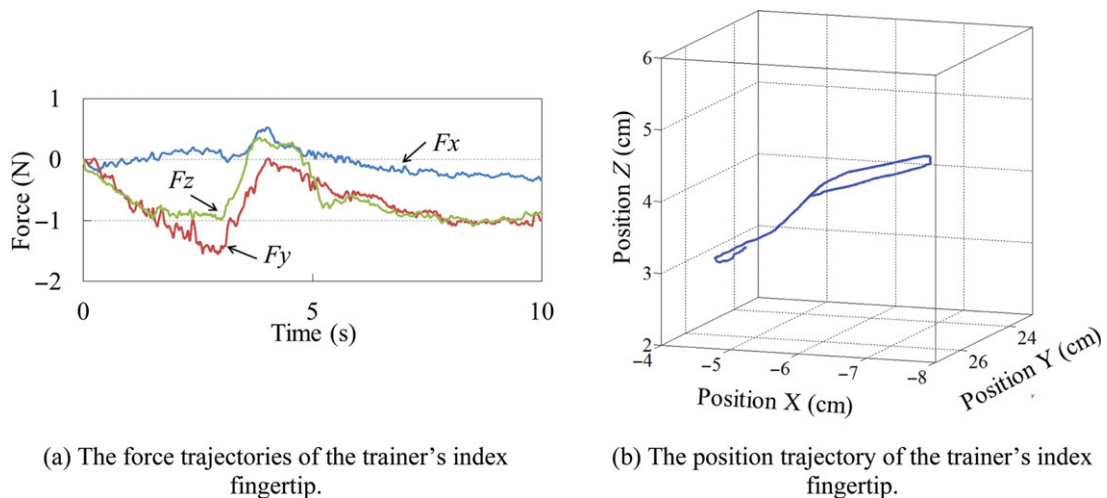 1
0
−1
−2
Force (N)
Fx
Fz
Fy
0
5
10
Time (s)
(a) The force trajectories of the trainer’s index
fingertip.
6
5
4
3
2
Position Z (cm)
−4
−5
−6
−7
−8
Position X (cm)
26
24
Position Y (cm)
(b) The position trajectory of the trainer’s index
fingertip.